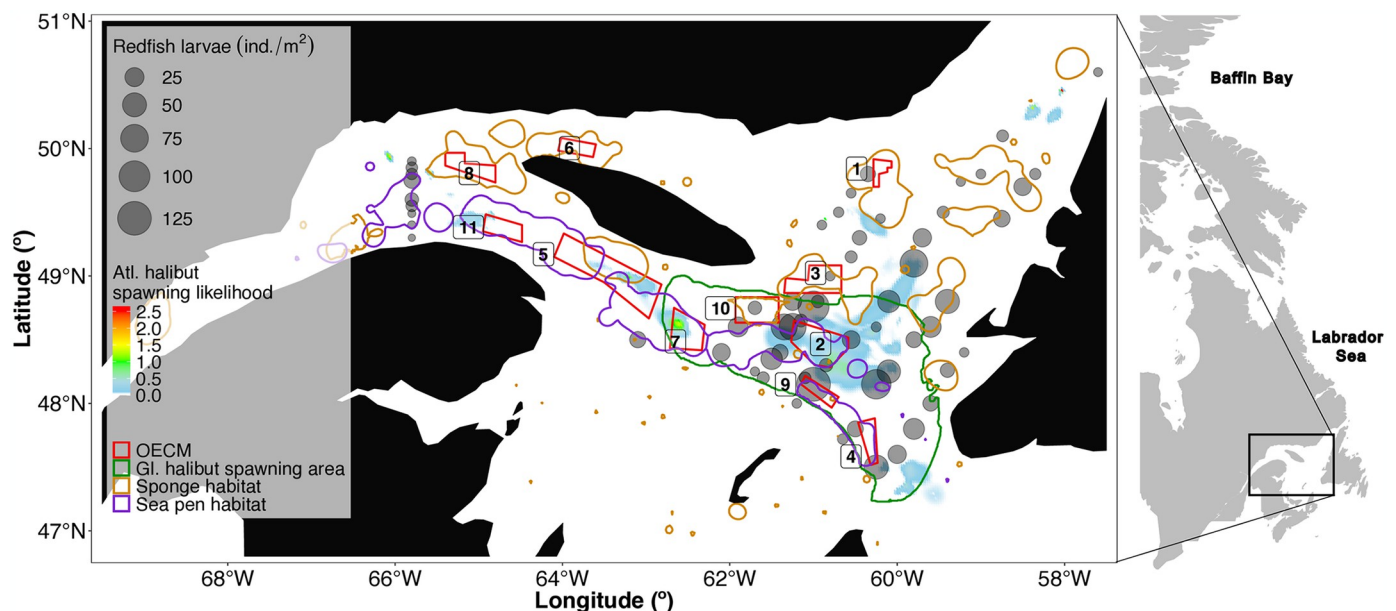 51°N
50°N
49°N
48°N
47°N
Latitude (º)
Redfish larvae (ind./m²)
25
50
75
100
125
Atl. halibut
spawning likelihood
2.5
2.0
1.5
1.0
0.5
0.0
OECM
Gl. halibut spawning area
Sponge habitat
Sea pen habitat
6
8
1
11
5
3
10
7
2
9
4
68°W 66°W 64°W 62°W 60°W 58°W
Longitude (º)
Baffin Bay
Labrador
Sea